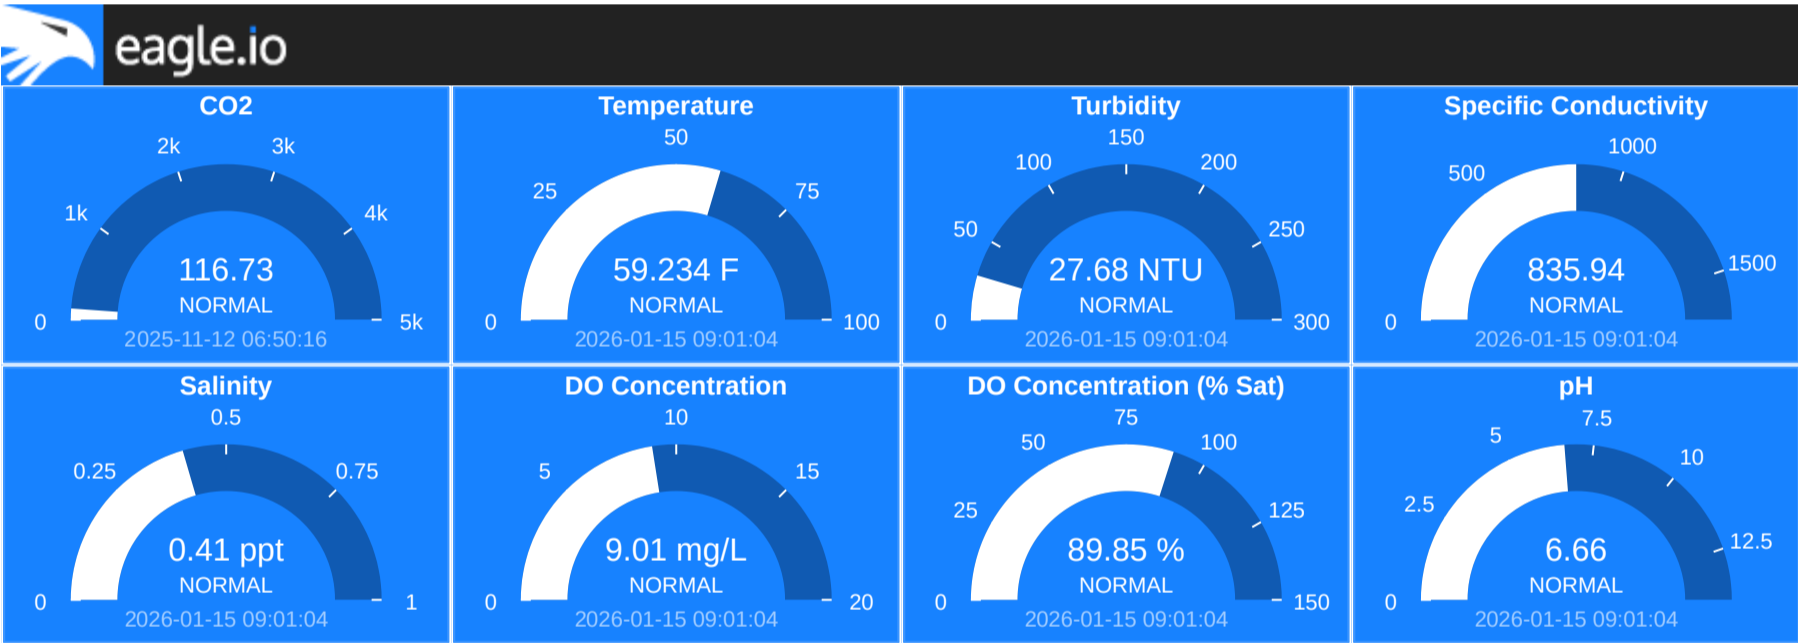 eagle.io
CO2
0
1k
2k
3k
4k
5k
116.73
NORMAL
2025-11-12 06:50:16
Temperature
0
25
50
75
100
59.234 F
NORMAL
2026-01-15 09:01:04
Turbidity
0
50
100
150
200
250
300
27.68 NTU
NORMAL
2026-01-15 09:01:04
Specific Conductivity
0
500
1000
1500
835.94
NORMAL
2026-01-15 09:01:04
Salinity
0
0.25
0.5
0.75
1
0.41 ppt
NORMAL
2026-01-15 09:01:04
DO Concentration
0
5
10
15
20
9.01 mg/L
NORMAL
2026-01-15 09:01:04
DO Concentration (% Sat)
0
25
50
75
100
125
150
89.85 %
NORMAL
2026-01-15 09:01:04
pH
0
2.5
5
7.5
10
12.5
6.66
NORMAL
2026-01-15 09:01:04